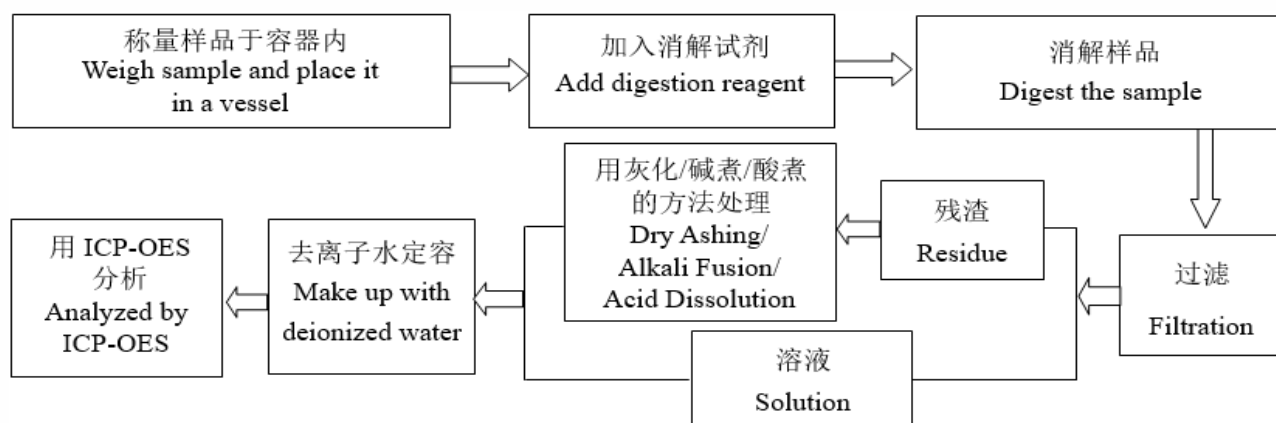 称量样品于容器内
Weigh sample and place it
in a vessel
加入消解试剂
Add digestion reagent
消解样品
Digest the sample
过滤
Filtration
残渣
Residue
用灰化/碱煮/酸煮
的方法处理
Dry Ashing/
Alkali Fusion/
Acid Dissolution
溶液
Solution
去离子水定容
Make up with
deionized water
用 ICP-OES
分析
Analyzed by
ICP-OES